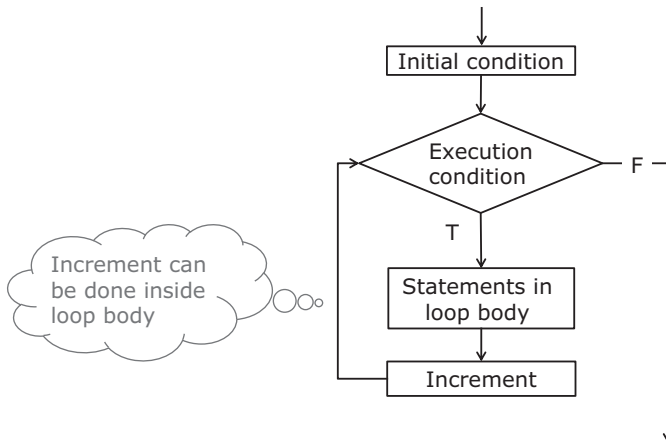 Initial condition
Execution
condition
F
T
Increment can
be done inside
loop body
Statements in
loop body
Increment